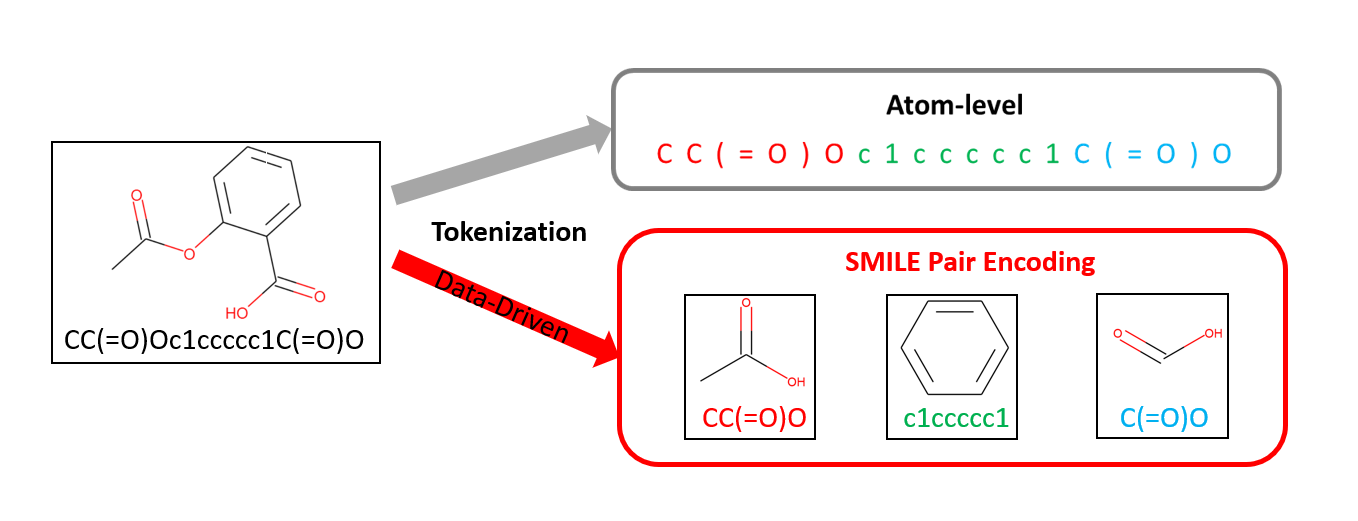 O
O
HO
O
CC(=O)Oc1ccccc1C(=O)O
Tokenization
Data-Driven
Atom-level
C C ( = O ) O c 1 c c c c c 1 C ( = O ) O
SMILE Pair Encoding
O
OH
CC(=O)O
c1ccccc1
O
OH
C(=O)O